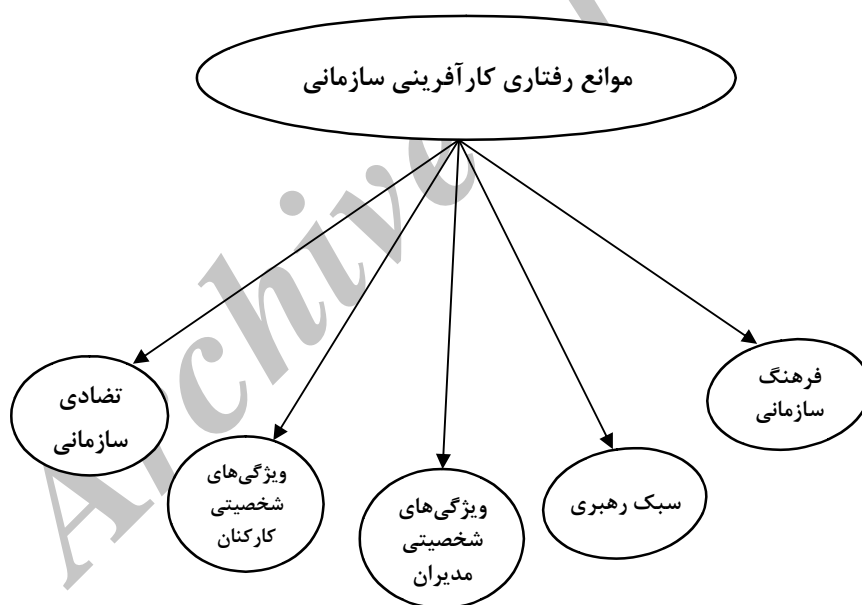 موانع رفتاری کارآفرینی سازمانی
فرهنگ
سازمانی
سبک رهبری
ویژگی‌های
شخصیتی
مدیران
ویژگی‌های
شخصیتی
کارکنان
تضادی
سازمانی
Archive